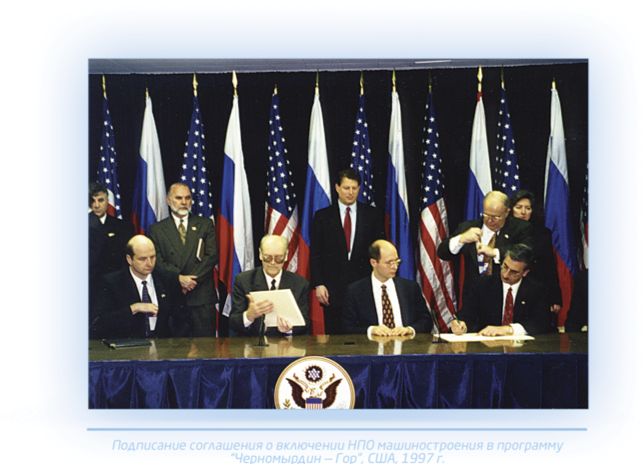 Подписание соглашения о включении НПО машиностроения в программу
"Черномырдин – Гор", США, 1997 г.